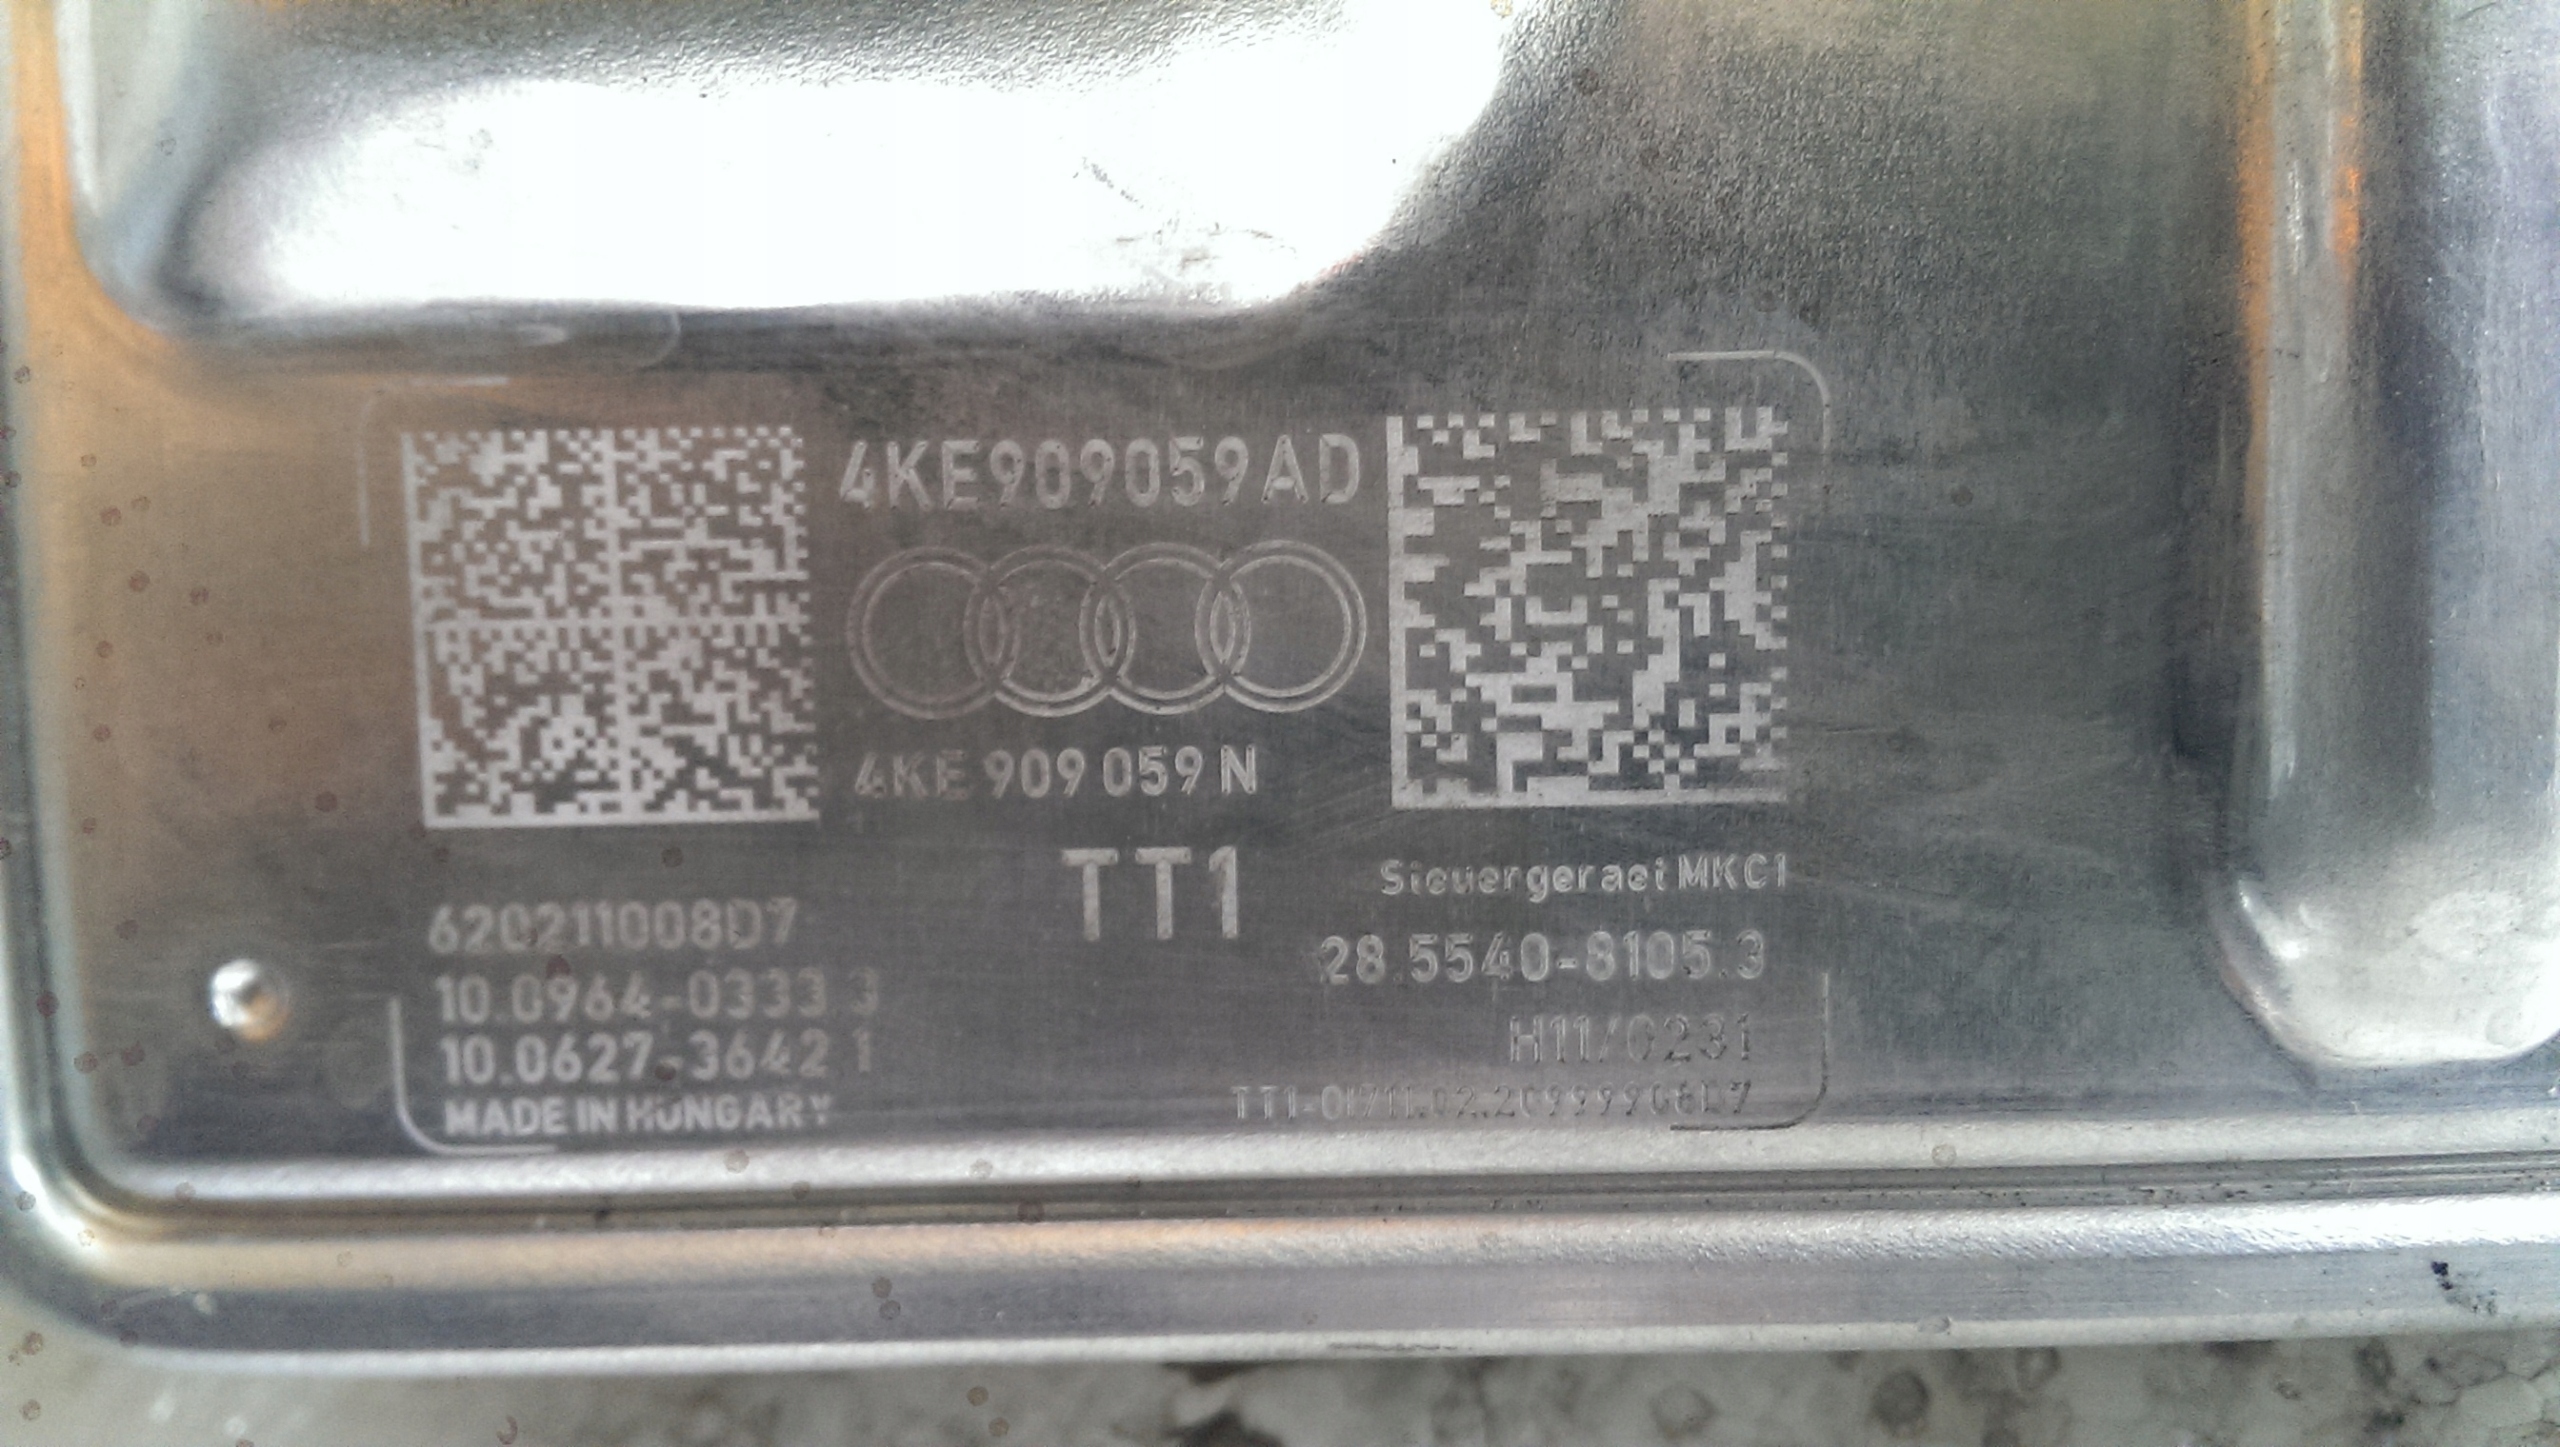 4KE909059AD
4KE 909 059 N
TT1
Steuergeraet MKC1
620211008D7
28.5540-8105.3
10.0964-0333.3
H11/0231
10.0627-3642.1
MADE IN HUNGARY